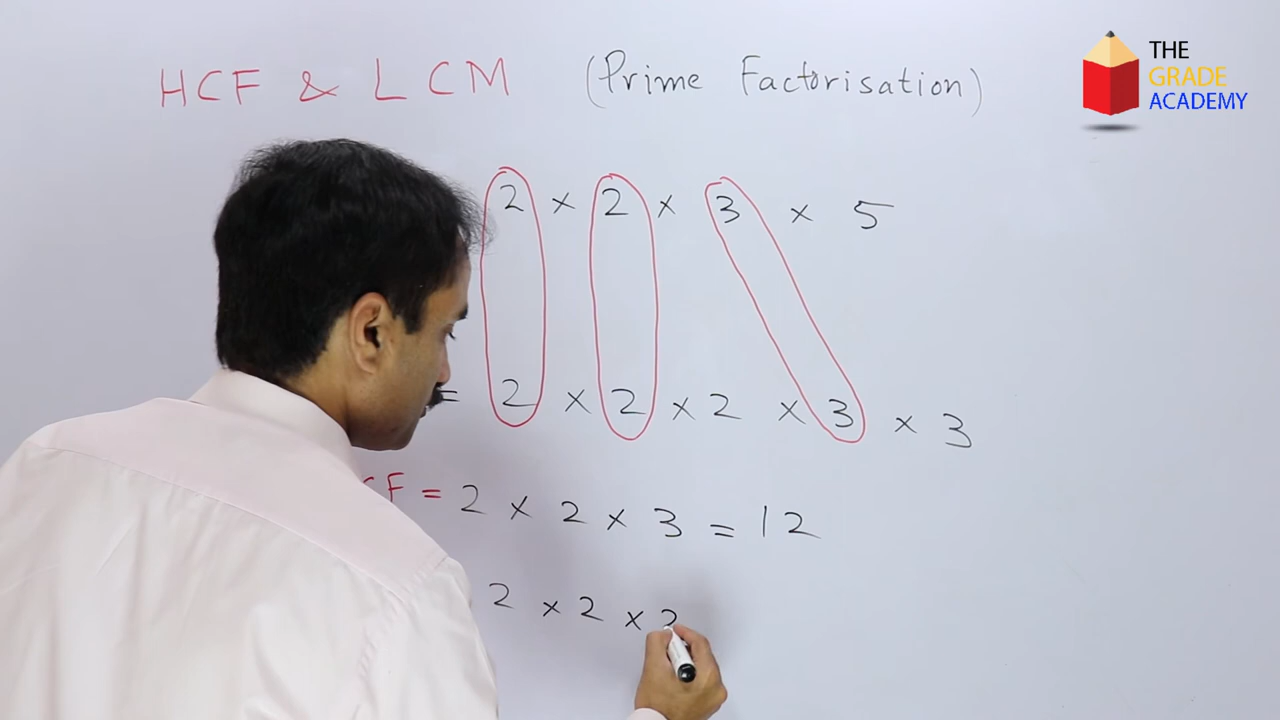 HCF & LCM (Prime Factorisation)
THE
GRADE
ACADEMY
2 × 2 × 3 × 5
= 2 × 2 × 2 × 3 × 3
CF = 2 × 2 × 3 = 12
2 × 2 ×